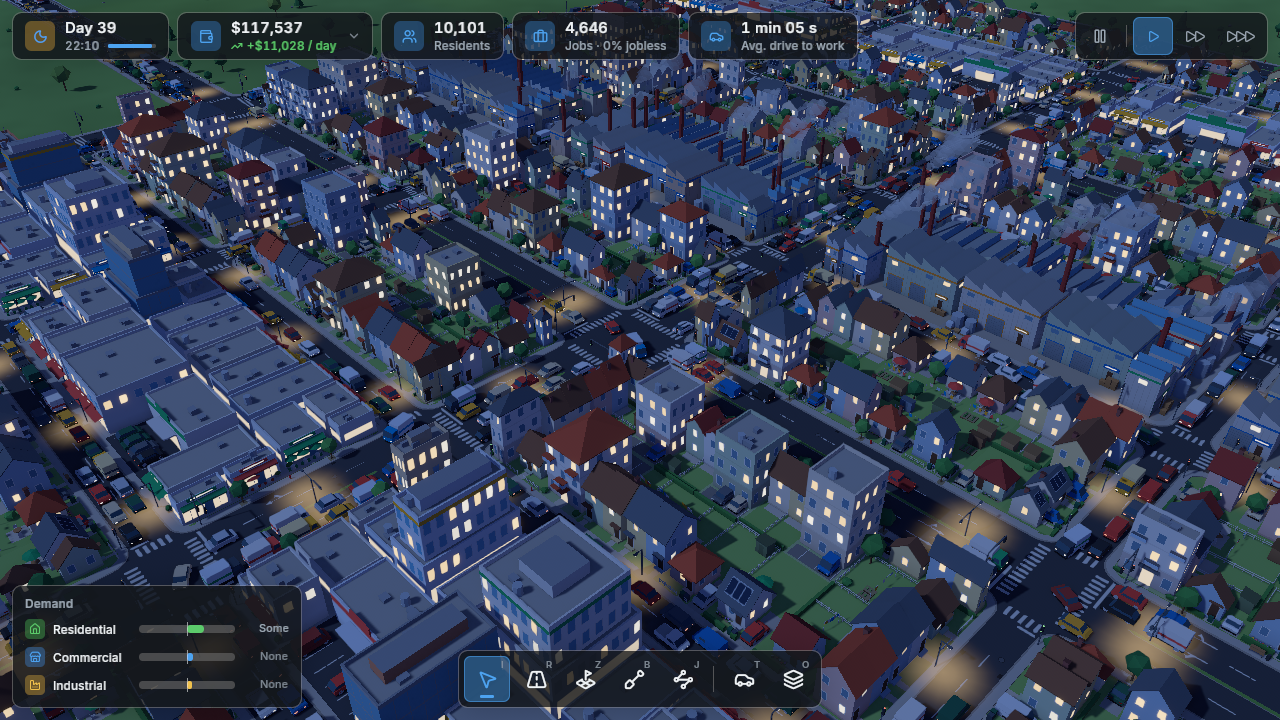 Day 39
22:10
$117,537
+$11,028 / day
10,101
Residents
4,646
Jobs · 0% jobless
1 min 05 s
Avg. drive to work
Demand
Residential Some
Commercial None
Industrial None
I R Z B J T O